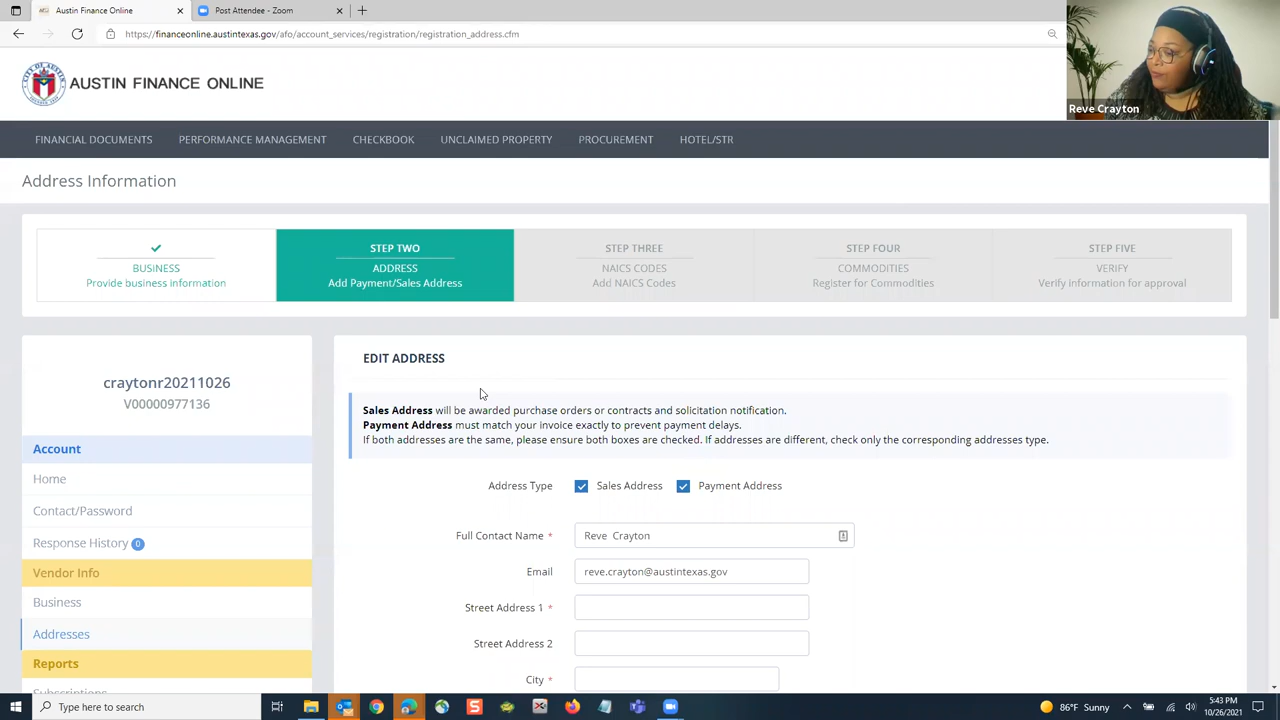 Austin Finance Online
Post Attendee - Zoom
https://financeonline.austintexas.gov/afo/account_services/registration/registration_address.cfm
Reve Crayton
AUSTIN FINANCE ONLINE
FINANCIAL DOCUMENTS PERFORMANCE MANAGEMENT CHECKBOOK UNCLAIMED PROPERTY PROCUREMENT HOTEL/STR
Address Information
BUSINESS
Provide business information
STEP TWO
ADDRESS
Add Payment/Sales Address
STEP THREE
NAICS CODES
Add NAICS Codes
STEP FOUR
COMMODITIES
Register for Commodities
STEP FIVE
VERIFY
Verify information for approval
craytonr20211026
V00000977136
Account
Home
Contact/Password
Response History 0
Vendor Info
Business
Addresses
Reports
Subscriptions
EDIT ADDRESS
Sales Address will be awarded purchase orders or contracts and solicitation notification.
Payment Address must match your invoice exactly to prevent payment delays.
If both addresses are the same, please ensure both boxes are checked. If addresses are different, check only the corresponding addresses type.
Address Type Sales Address Payment Address
Full Contact Name * Reve Crayton
Email reve.crayton@austintexas.gov
Street Address 1 *
Street Address 2
City *
Type here to search
86°F Sunny
5:43 PM
10/26/2021